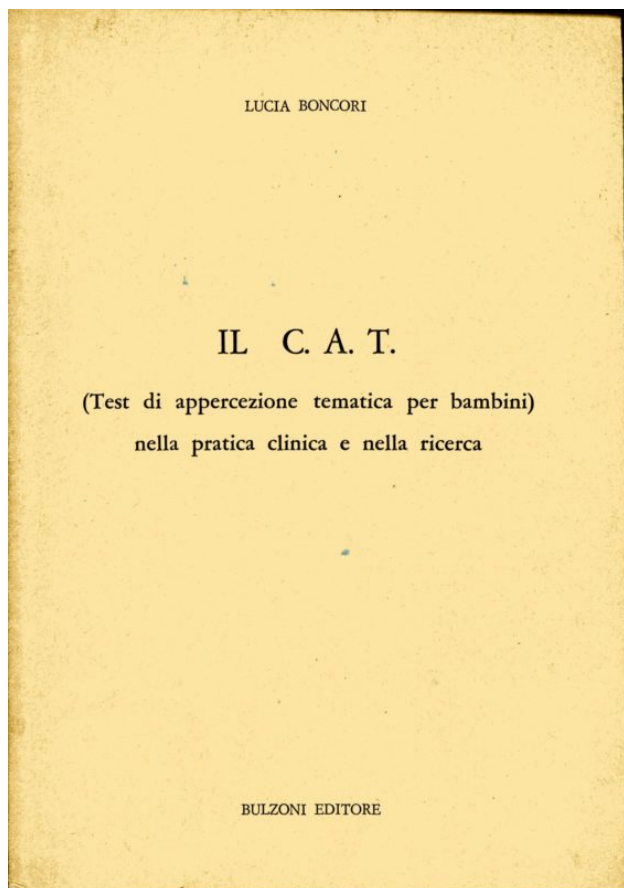 LUCIA BONCORI
IL C. A. T.
(Test di appercezione tematica per bambini)
nella pratica clinica e nella ricerca
BULZONI EDITORE